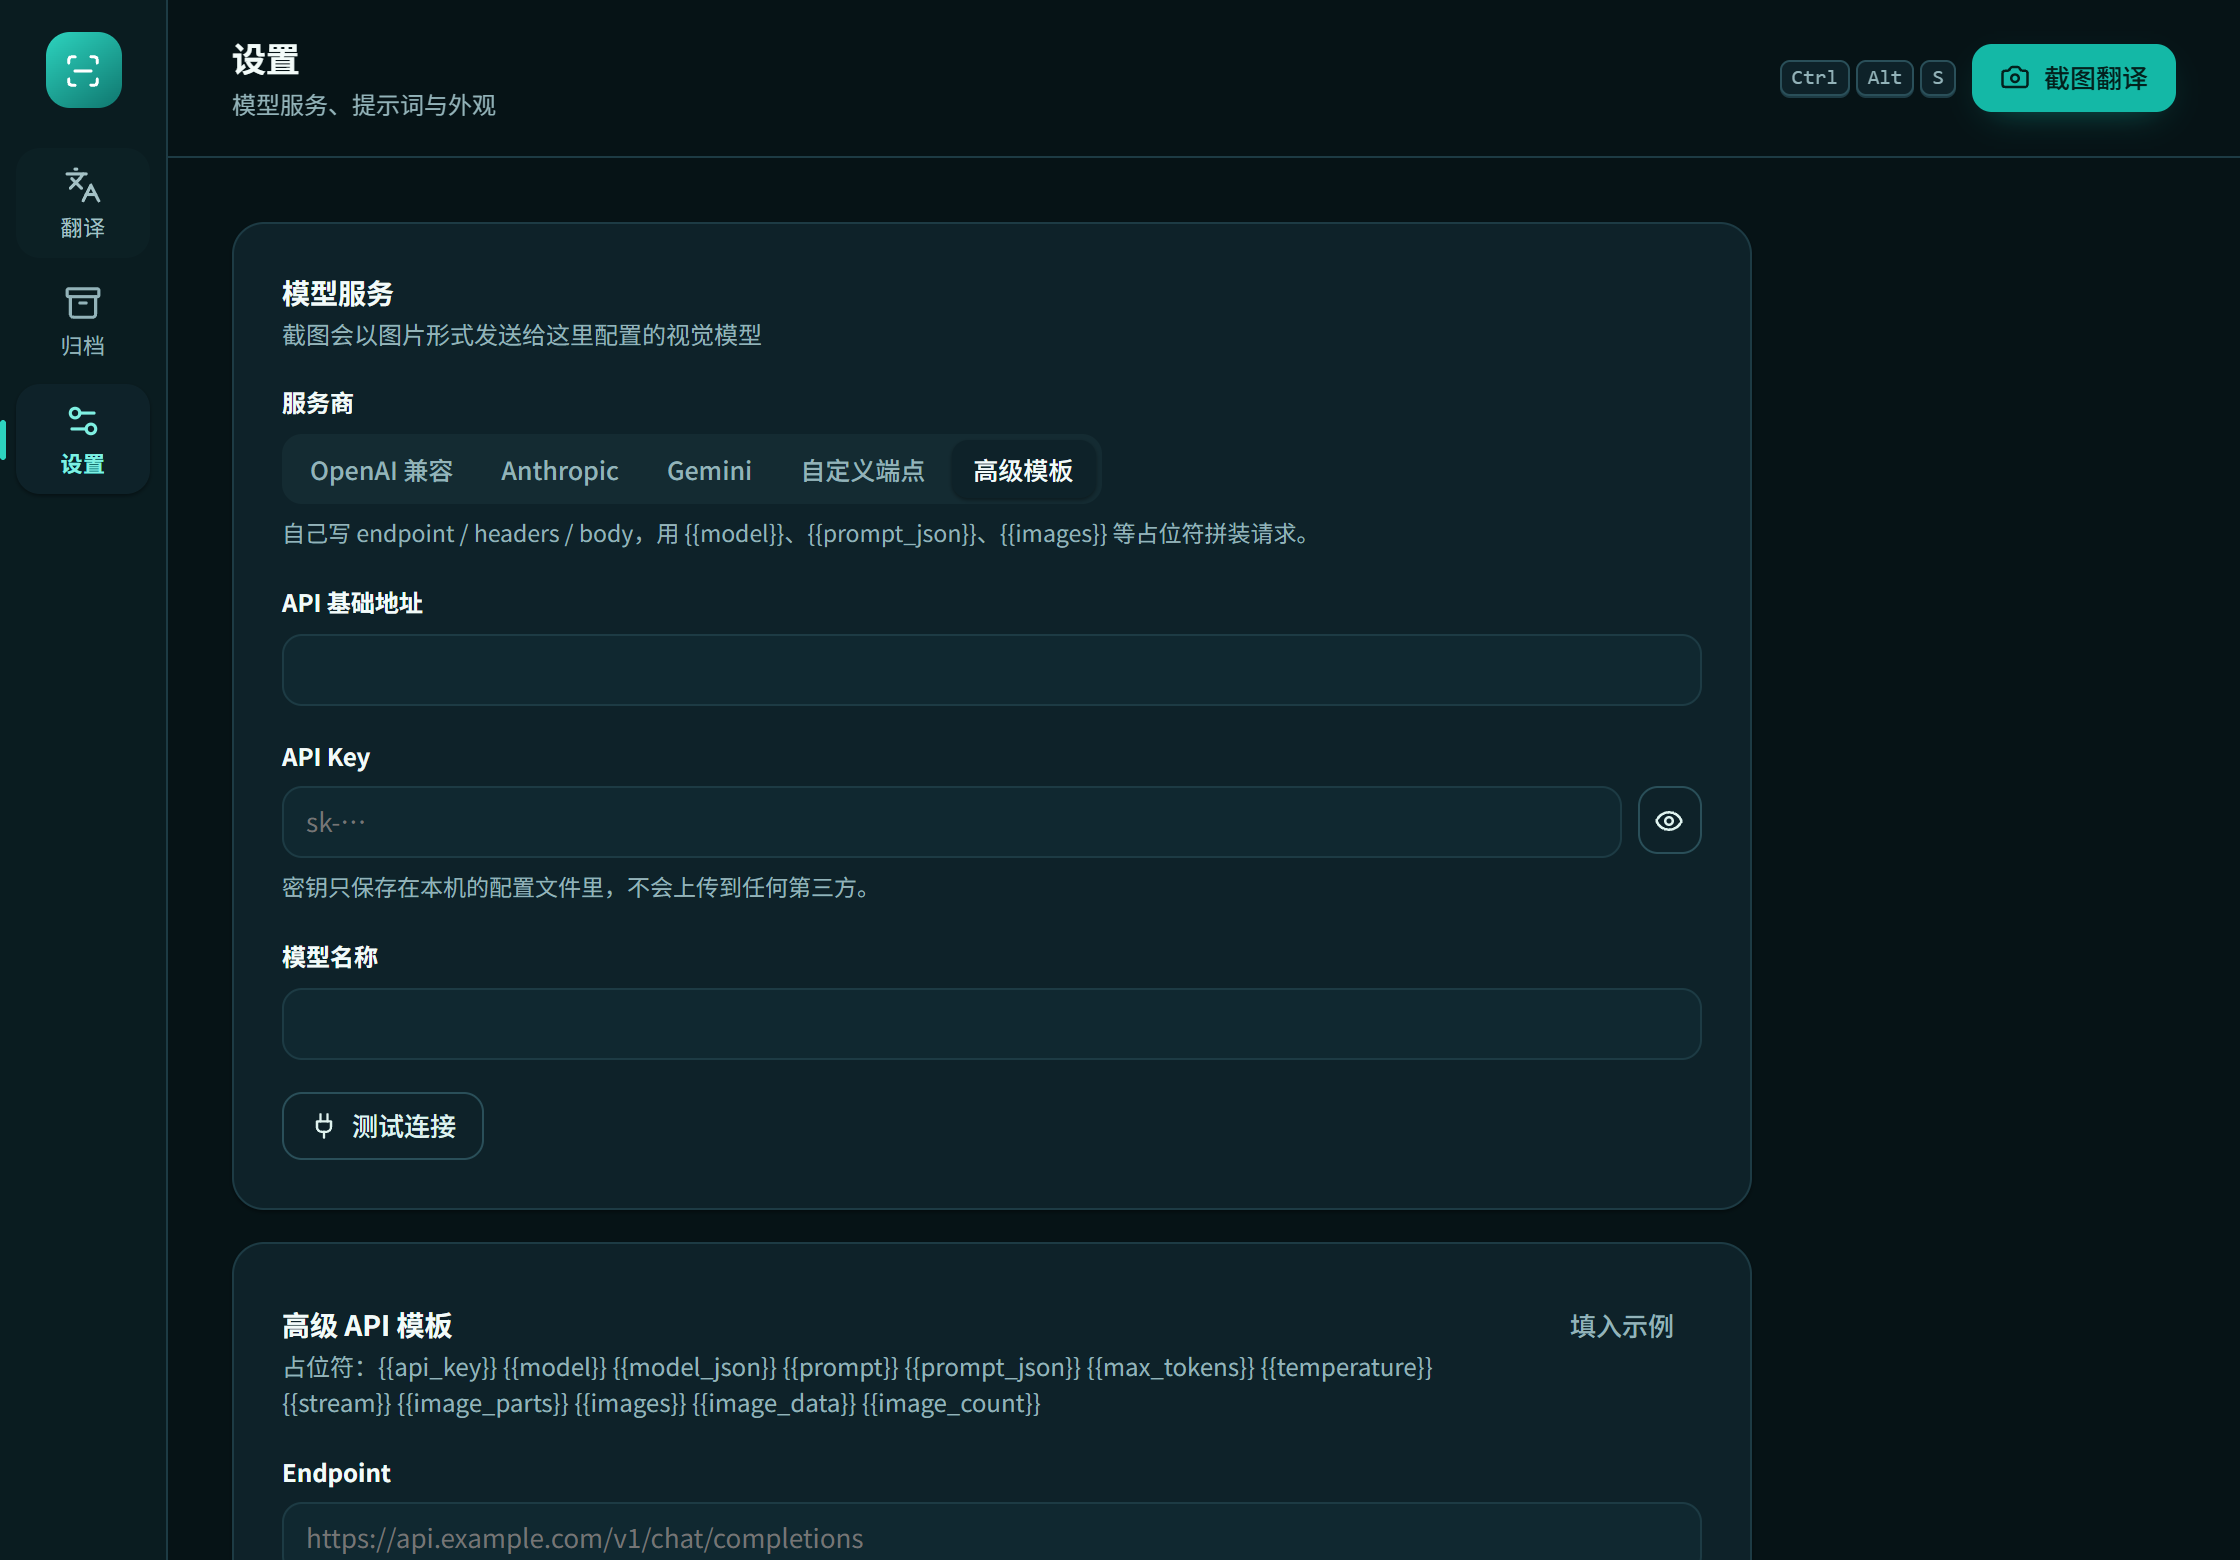 设置
模型服务、提示词与外观
Ctrl Alt S 截图翻译
翻译
归档
设置
模型服务
截图会以图片形式发送给这里配置的视觉模型
服务商
OpenAI 兼容 Anthropic Gemini 自定义端点 高级模板
自己写 endpoint / headers / body，用 {{model}}、{{prompt_json}}、{{images}} 等占位符拼装请求。
API 基础地址
API Key
sk-···
密钥只保存在本机的配置文件里，不会上传到任何第三方。
模型名称
测试连接
高级 API 模板
填入示例
占位符：{{api_key}} {{model}} {{model_json}} {{prompt}} {{prompt_json}} {{max_tokens}} {{temperature}}
{{stream}} {{image_parts}} {{images}} {{image_data}} {{image_count}}
Endpoint
https://api.example.com/v1/chat/completions